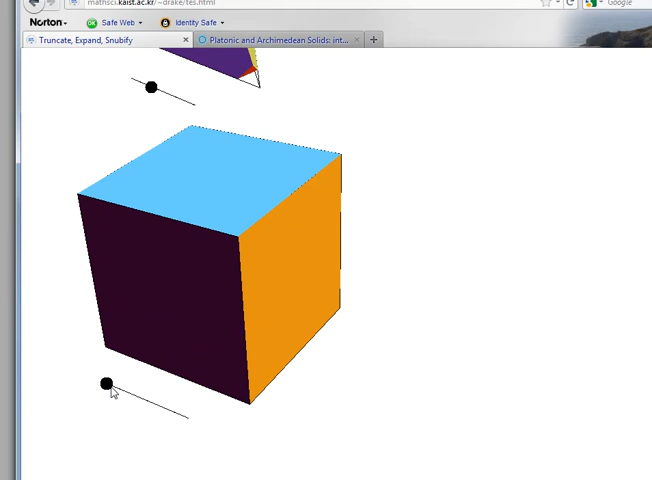 mathsci.kaist.ac.kr/~drake/tes.html
Google
Norton
OK Safe Web
Identity Safe
Truncate, Expand, Snubify
Platonic and Archimedean Solids: int...